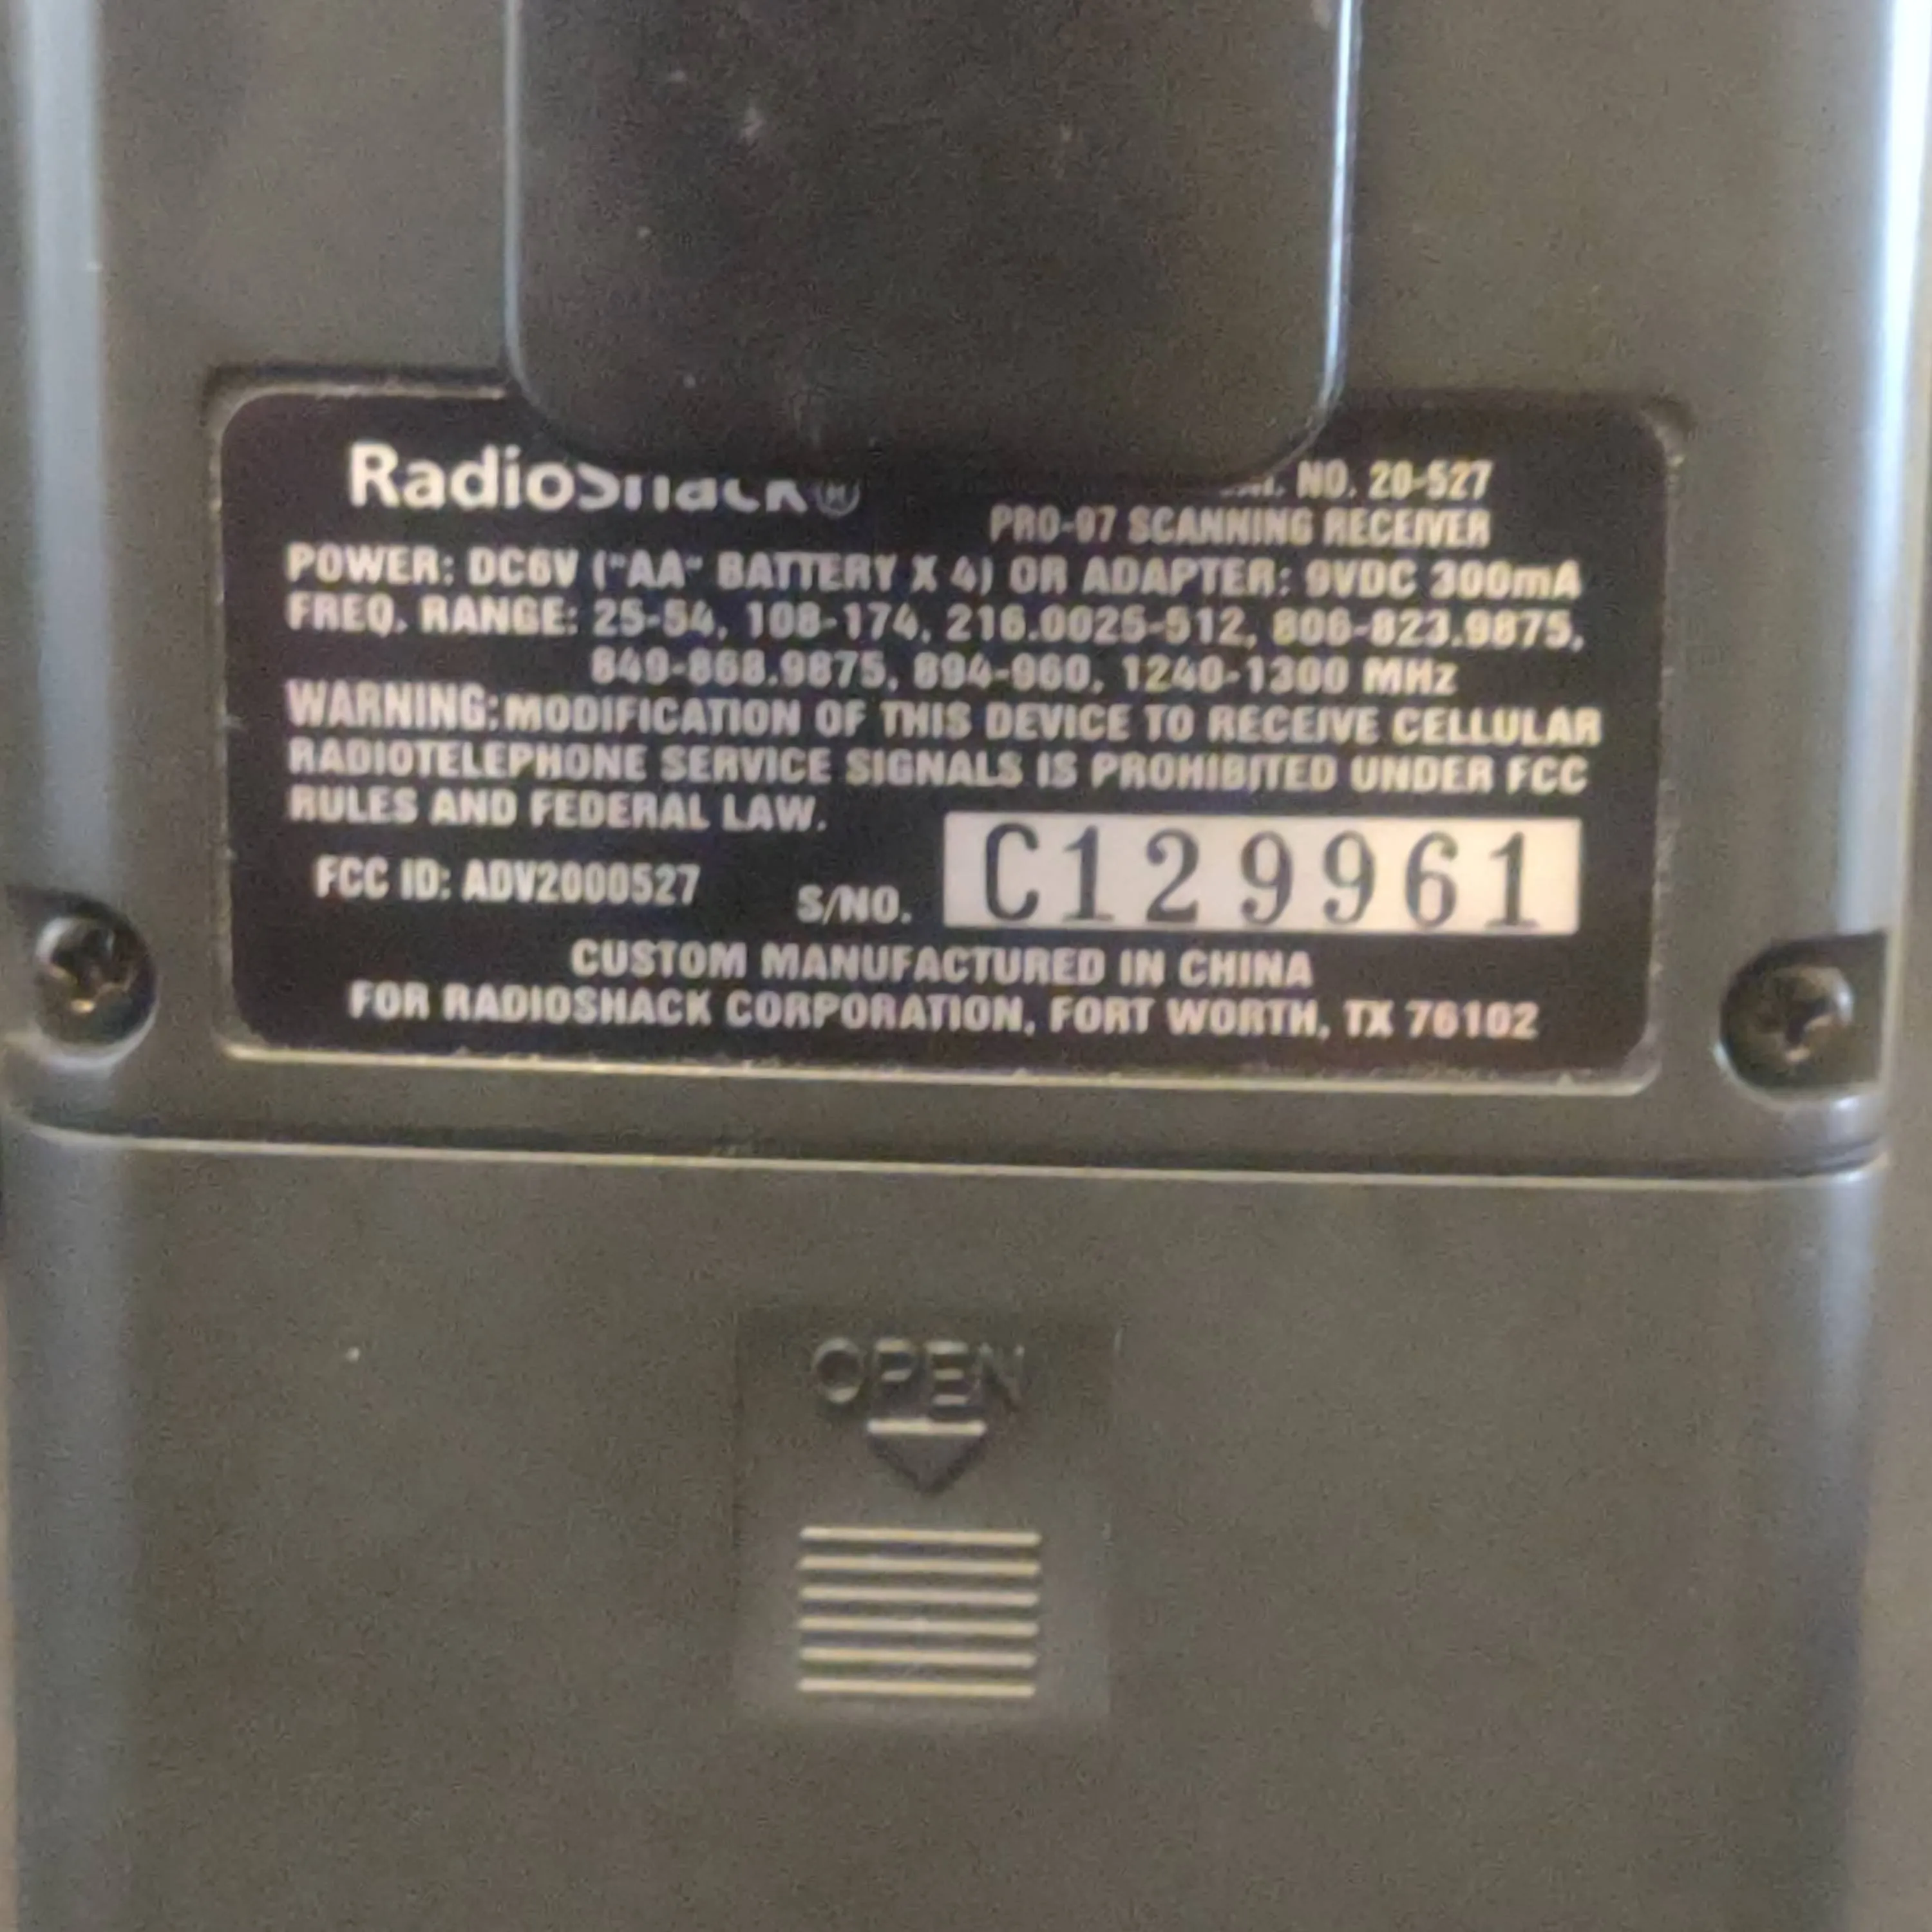 RadioShack®
CAT. NO. 20-527
PRO-97 SCANNING RECEIVER
POWER: DC6V ("AA" BATTERY X 4) OR ADAPTER: 9VDC 300mA
FREQ. RANGE: 25-54, 108-174, 216.0025-512, 806-823.9875,
849-868.9875, 894-960, 1240-1300 MHz
WARNING: MODIFICATION OF THIS DEVICE TO RECEIVE CELLULAR
RADIOTELEPHONE SERVICE SIGNALS IS PROHIBITED UNDER FCC
RULES AND FEDERAL LAW.
FCC ID: ADV2000527
S/NO. C129961
CUSTOM MANUFACTURED IN CHINA
FOR RADIOSHACK CORPORATION, FORT WORTH, TX 76102
OPEN